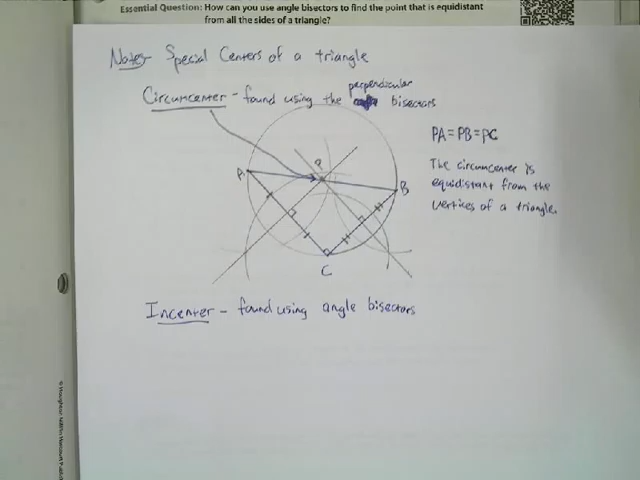 Essential Question: How can you use angle bisectors to find the point that is equidistant
from all the sides of a triangle?
Notes- Special Centers of a triangle
perpendicular
Circumcenter - found using the bisectors
PA=PB=PC
The circumcenter is
equidistant from the
vertices of a triangle.
P
A
B
C
Incenter - found using angle bisectors